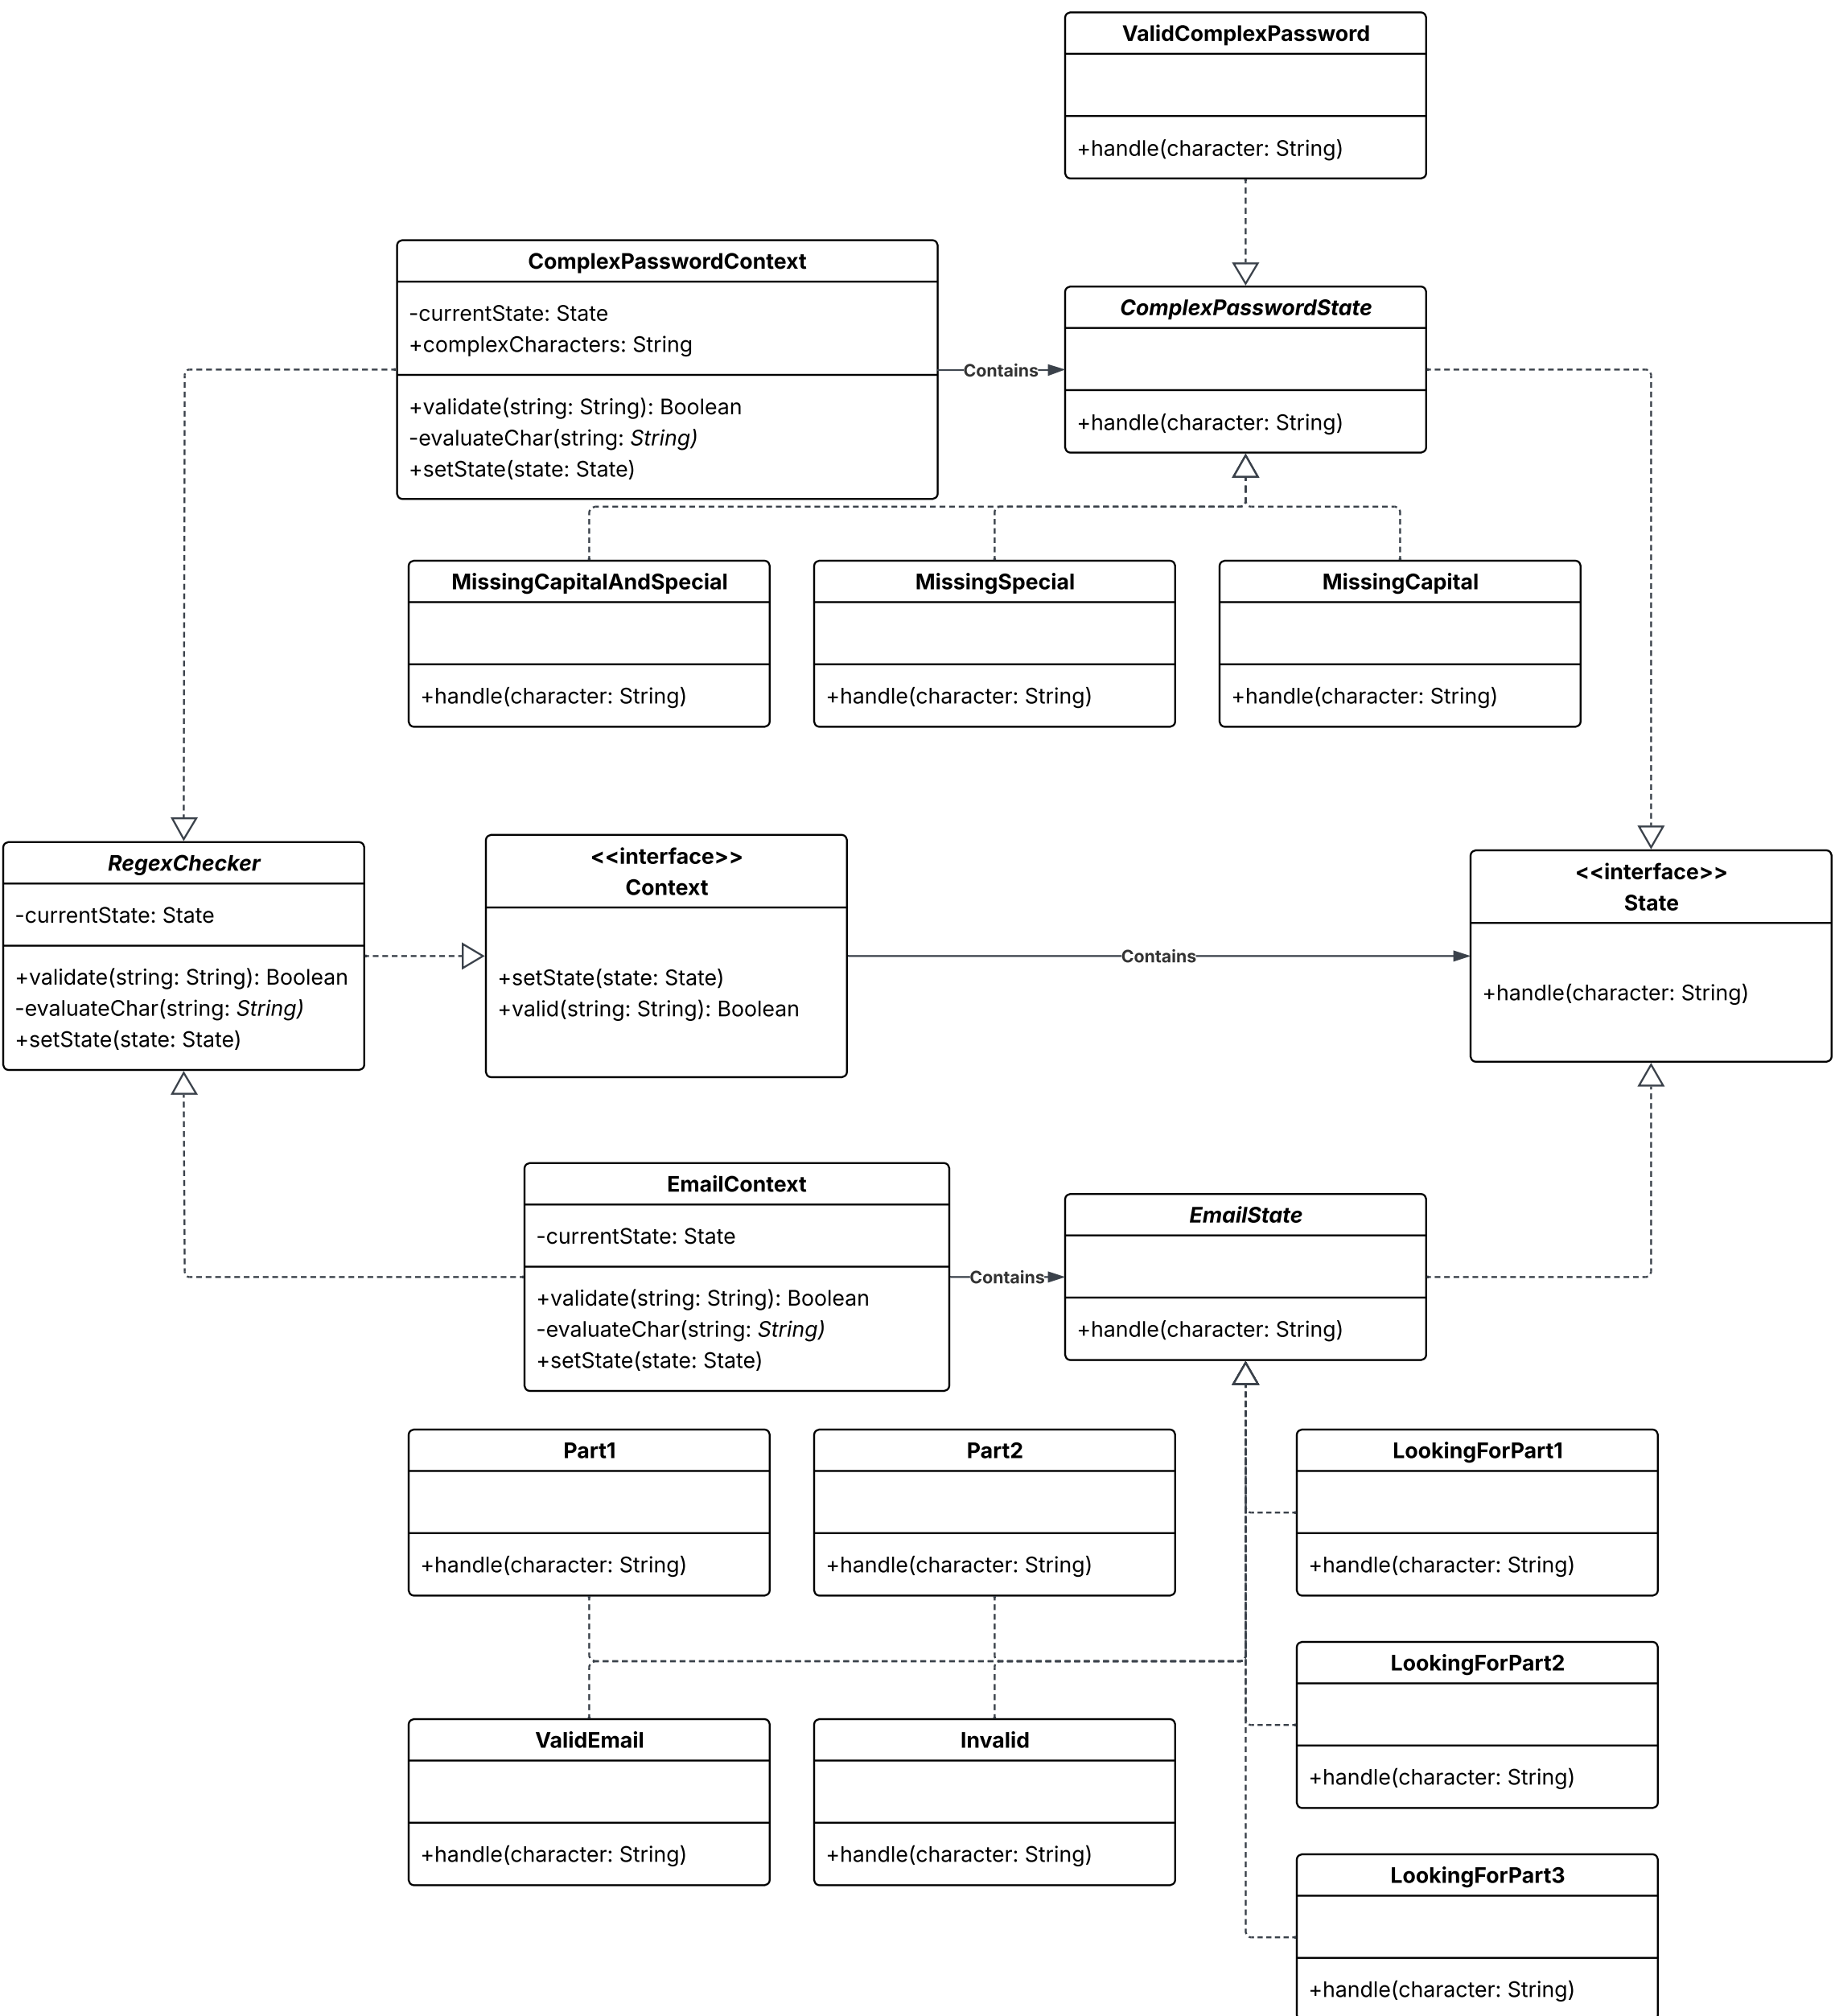 ValidComplexPassword
+handle(character: String)
ComplexPasswordContext
-currentState: State
+complexCharacters: String
+validate(string: String): Boolean
-evaluateChar(string: String)
+setState(state: State)
Contains
ComplexPasswordState
+handle(character: String)
MissingCapitalAndSpecial
+handle(character: String)
MissingSpecial
+handle(character: String)
MissingCapital
+handle(character: String)
RegexChecker
-currentState: State
+validate(string: String): Boolean
-evaluateChar(string: String)
+setState(state: State)
<<interface>>
Context
+setState(state: State)
+valid(string: String): Boolean
Contains
<<interface>>
State
+handle(character: String)
EmailContext
-currentState: State
+validate(string: String): Boolean
-evaluateChar(string: String)
+setState(state: State)
Contains
EmailState
+handle(character: String)
Part1
+handle(character: String)
Part2
+handle(character: String)
LookingForPart1
+handle(character: String)
LookingForPart2
+handle(character: String)
ValidEmail
+handle(character: String)
Invalid
+handle(character: String)
LookingForPart3
+handle(character: String)